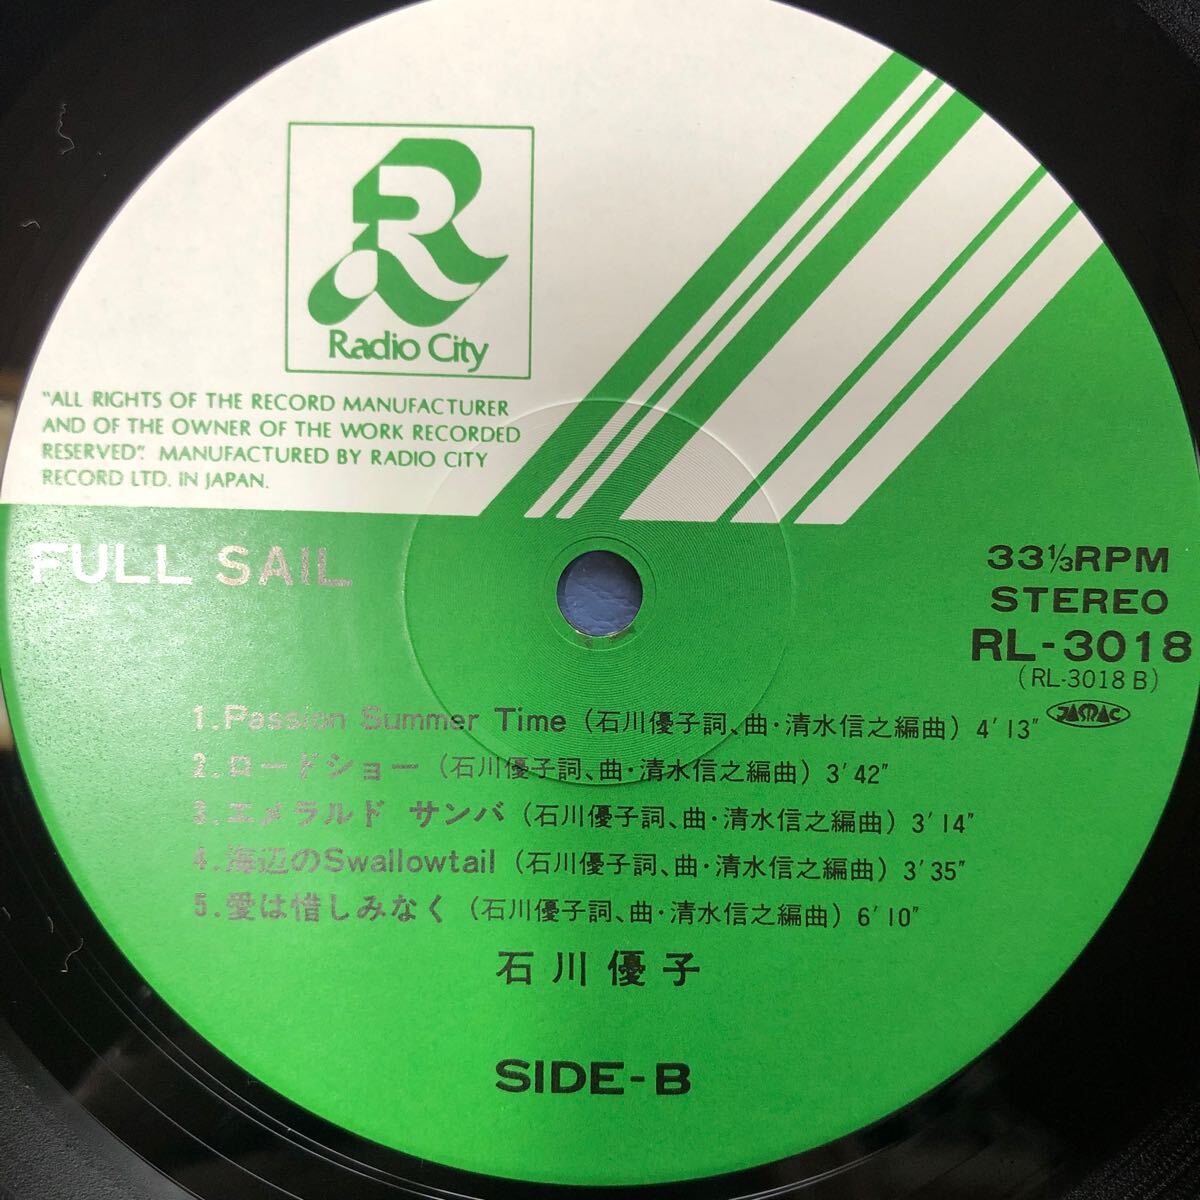 Radio City
"ALL RIGHTS OF THE RECORD MANUFACTURER
AND OF THE OWNER OF THE WORK RECORDED
RESERVED". MANUFACTURED BY RADIO CITY
RECORD LTD. IN JAPAN.
FULL SAIL
33⅓RPM
STEREO
RL-3018
(RL-3018 B)
JASRAC
1.Passion Summer Time (石川優子詞、曲・清水信之編曲) 4′13″
2.ロードショー (石川優子詞、曲・清水信之編曲) 3′42″
3.エメラルド サンバ (石川優子詞、曲・清水信之編曲) 3′14″
4.海辺のSwallowtail (石川優子詞、曲・清水信之編曲) 3′35″
5.愛は惜しみなく (石川優子詞、曲・清水信之編曲) 6′10″
石川優子
SIDE-B